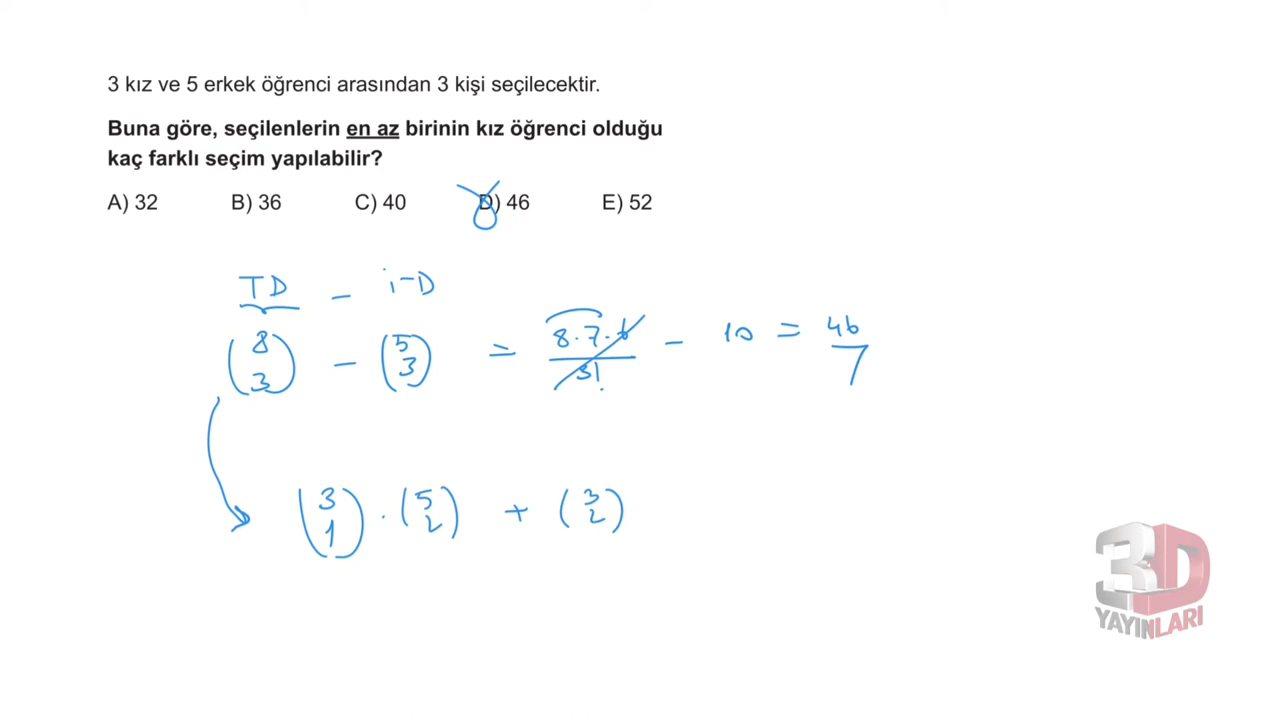 3 kız ve 5 erkek öğrenci arasından 3 kişi seçilecektir.
Buna göre, seçilenlerin en az birinin kız öğrenci olduğu
kaç farklı seçim yapılabilir?
A) 32 B) 36 C) 40 D) 46 E) 52
TD - i-D
(8 3) - (5 3) = 8·7·6 / 3! - 10 = 46
(3 1) · (5 2) + (3 2)
3D
YAYINLARI